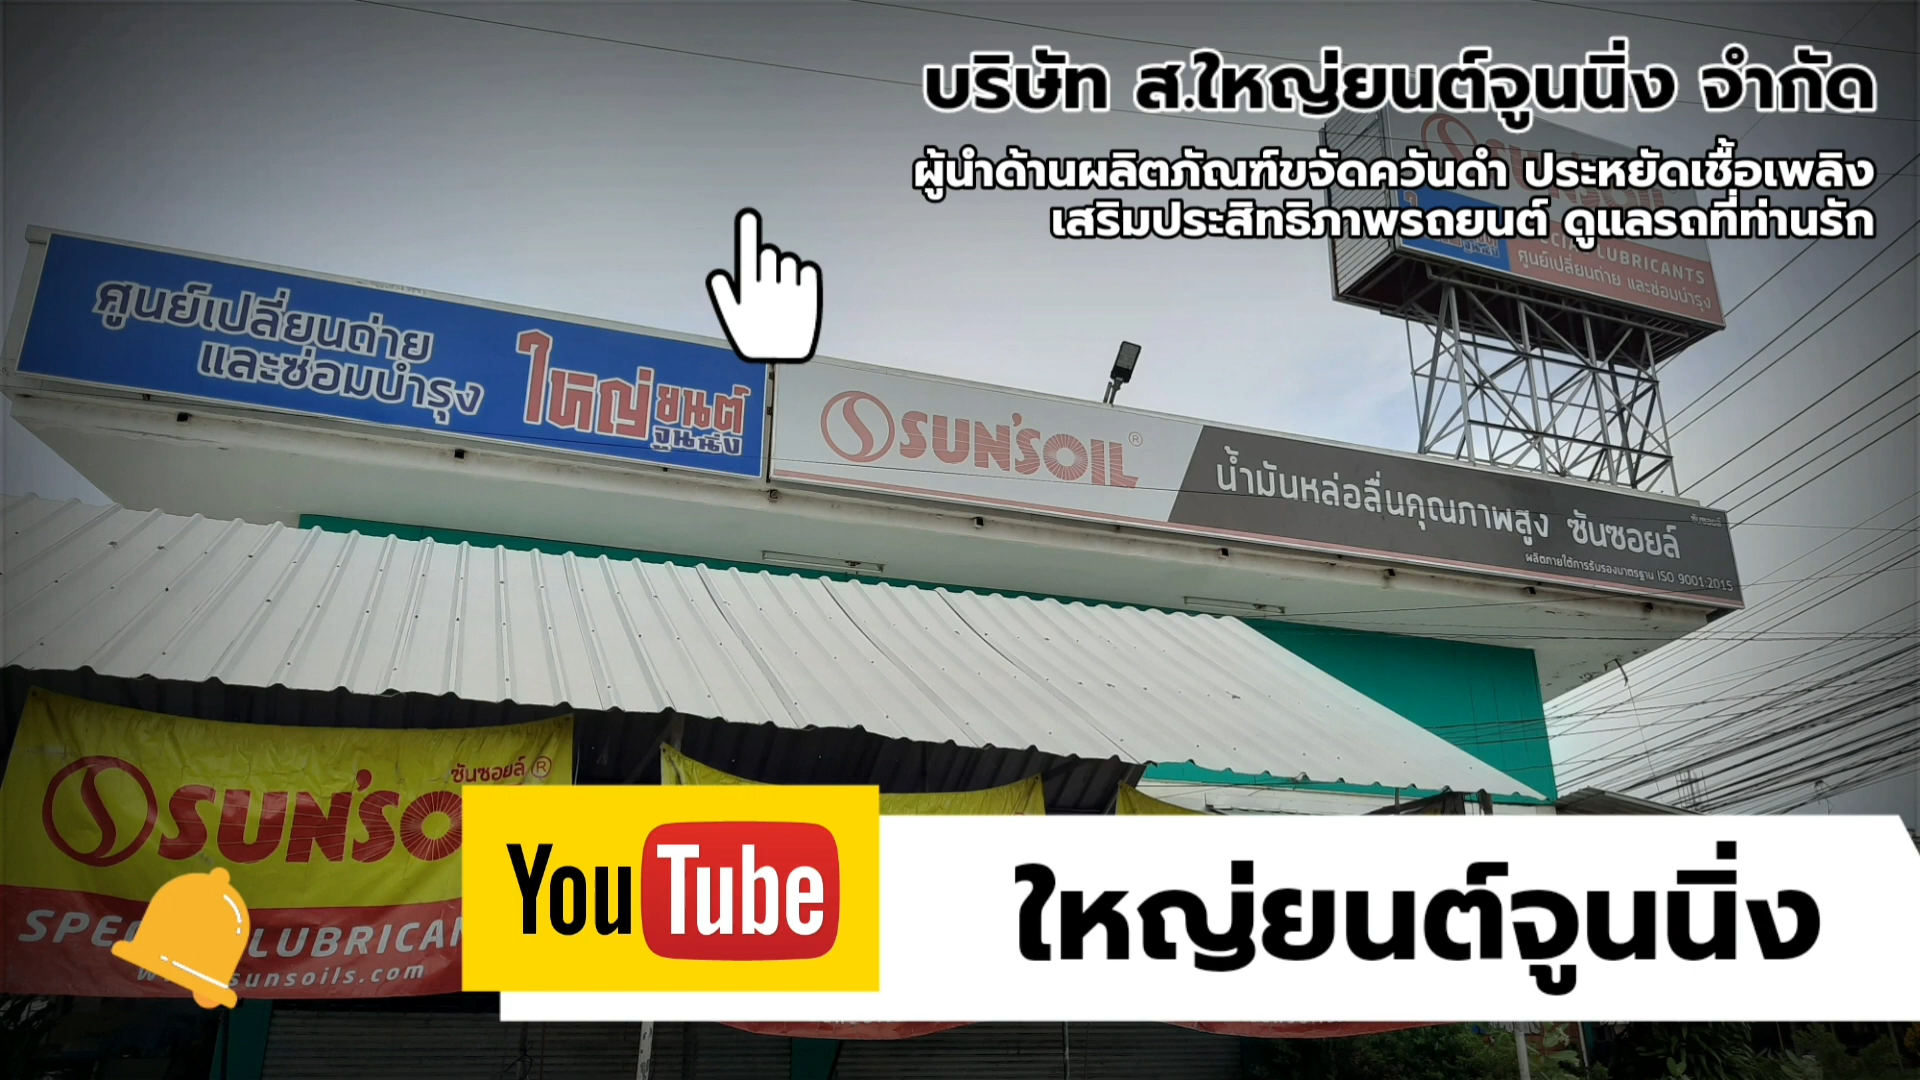 บริษัท ส.ใหญ่ยนต์จูนนิ่ง จำกัด
ผู้นำด้านผลิตภัณฑ์ขจัดควันดำ ประหยัดเชื้อเพลิง
เสริมประสิทธิภาพรถยนต์ ดูแลรถที่ท่านรัก
LUBRICANTS
ศูนย์เปลี่ยนถ่าย และซ่อมบำรุง
ศูนย์เปลี่ยนถ่าย
และซ่อมบำรุง
ใหญ่ยนต์
จูนนิ่ง
SUN'SOIL®
น้ำมันหล่อลื่นคุณภาพสูง ซันซอยล์
ซันซอยล์
ผลิตภายใต้การรับรองมาตรฐาน ISO 9001:2015
ซันซอยล์®
SUN'SO
SPE LUBRICA
sunsoils.com
YouTube
ใหญ่ยนต์จูนนิ่ง